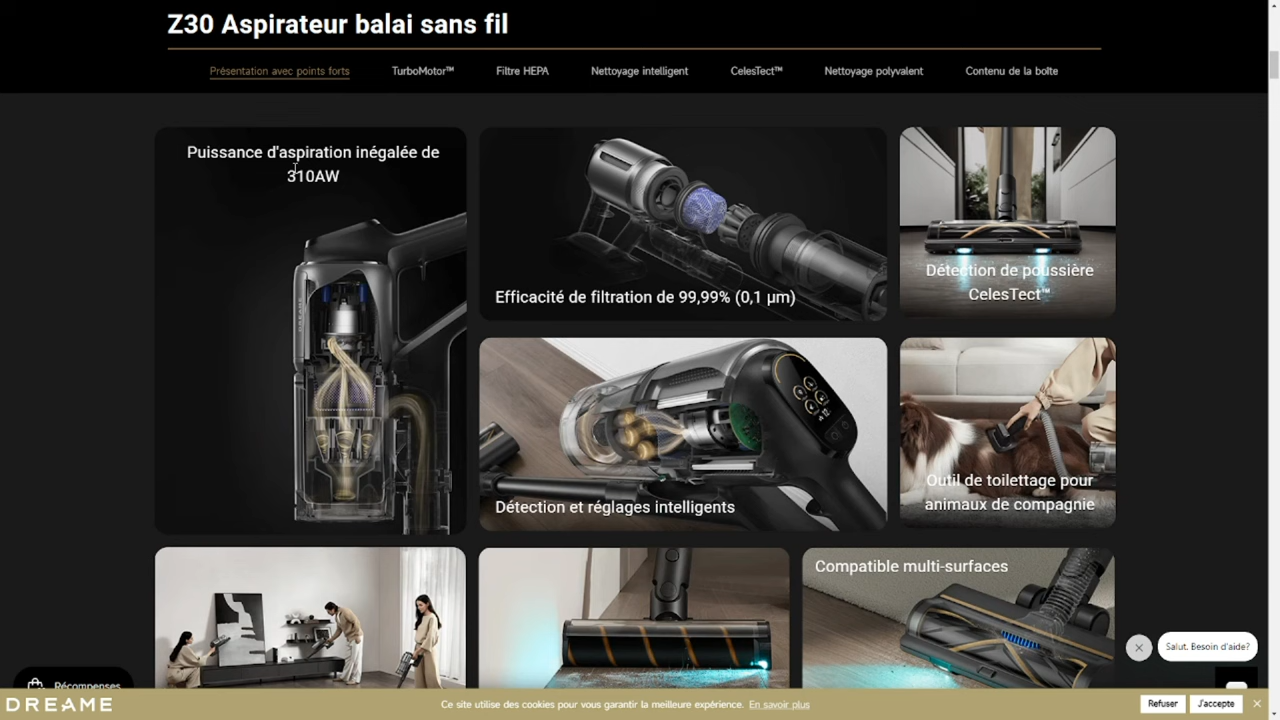 Z30 Aspirateur balai sans fil
Présentation avec points forts
TurboMotor™
Filtre HEPA
Nettoyage intelligent
CelesTect™
Nettoyage polyvalent
Contenu de la boîte
Puissance d'aspiration inégalée de
310AW
Efficacité de filtration de 99,99% (0,1 μm)
Détection de poussière
CelesTect™
Détection et réglages intelligents
Outil de toilettage pour
animaux de compagnie
Compatible multi-surfaces
Salut. Besoin d'aide?
Récompenses
DREAME
Ce site utilise des cookies pour vous garantir la meilleure expérience. En savoir plus
Refuser
J'accepte